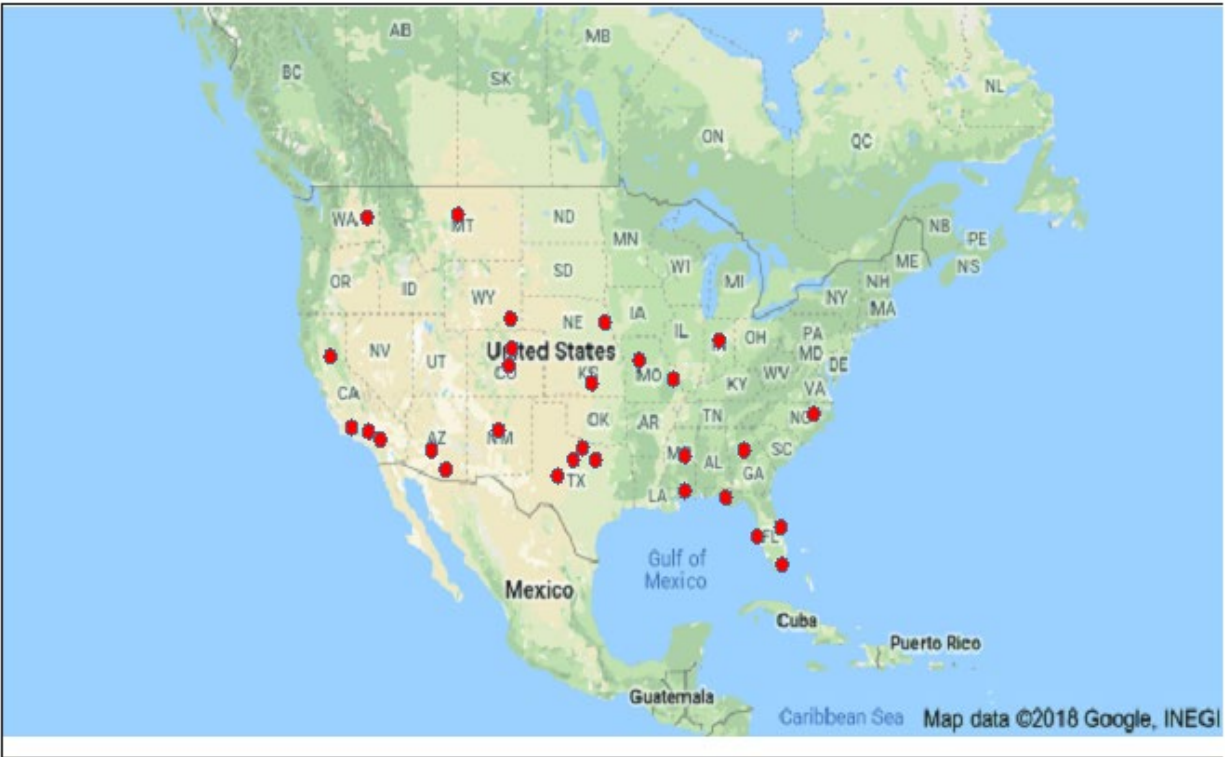 AB
MB
BC
SK
NL
ON
QC
WA
MT
ND
MN
NB
PE
ME
NS
OR
ID
SD
WI
MI
NH
WY
NY
MA
NE
IA
IL
OH
PA
MD
DE
NV
UT
United States
CO
KS
MO
KY
WV
VA
CA
AZ
NM
OK
AR
TN
NC
SC
AL
GA
TX
LA
FL
Gulf of
Mexico
Mexico
Cuba
Puerto Rico
Guatemala
Caribbean Sea
Map data ©2018 Google, INEGI